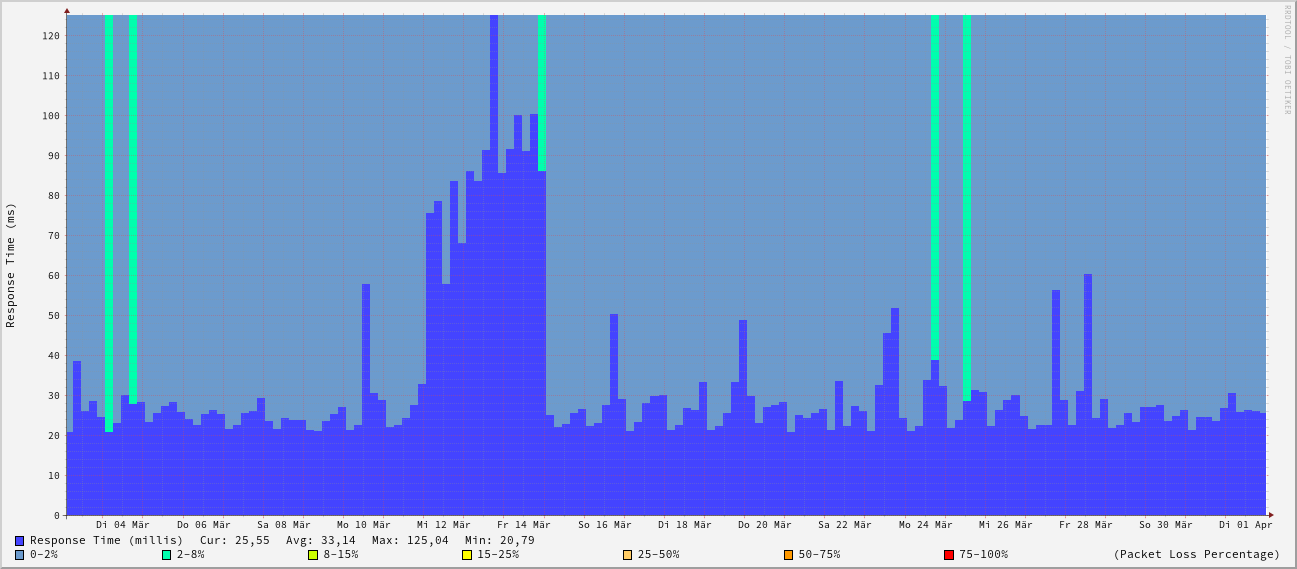 RRDTOOL / TOBI OETIKER
Response Time (ms)
120
110
100
90
80
70
60
50
40
30
20
10
0
Di 04 Mär Do 06 Mär Sa 08 Mär Mo 10 Mär Mi 12 Mär Fr 14 Mär So 16 Mär Di 18 Mär Do 20 Mär Sa 22 Mär Mo 24 Mär Mi 26 Mär Fr 28 Mär So 30 Mär Di 01 Apr
Response Time (millis) Cur: 25,55 Avg: 33,14 Max: 125,04 Min: 20,79
0-2% 2-8% 8-15% 15-25% 25-50% 50-75% 75-100% (Packet Loss Percentage)